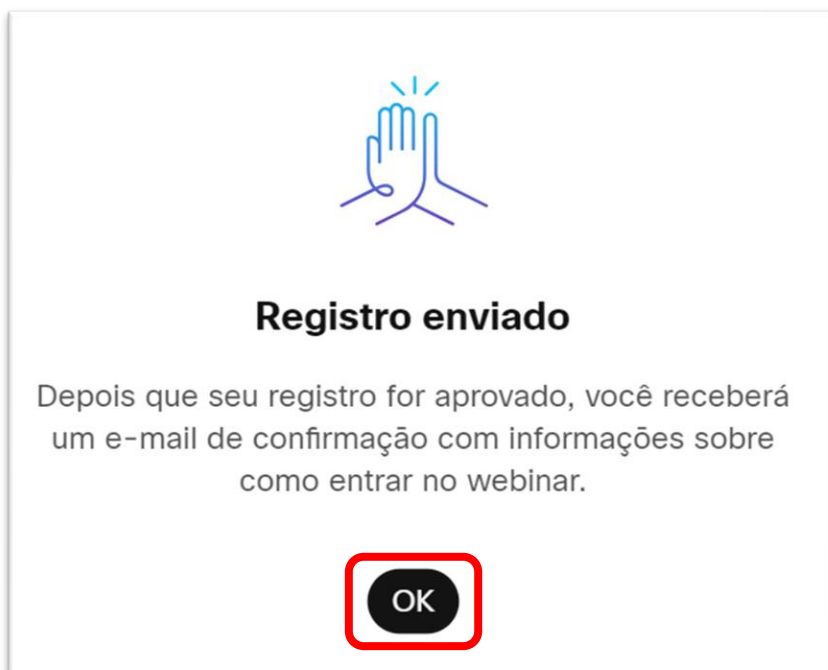 Registro enviado
Depois que seu registro for aprovado, você receberá
um e-mail de confirmação com informações sobre
como entrar no webinar.
OK